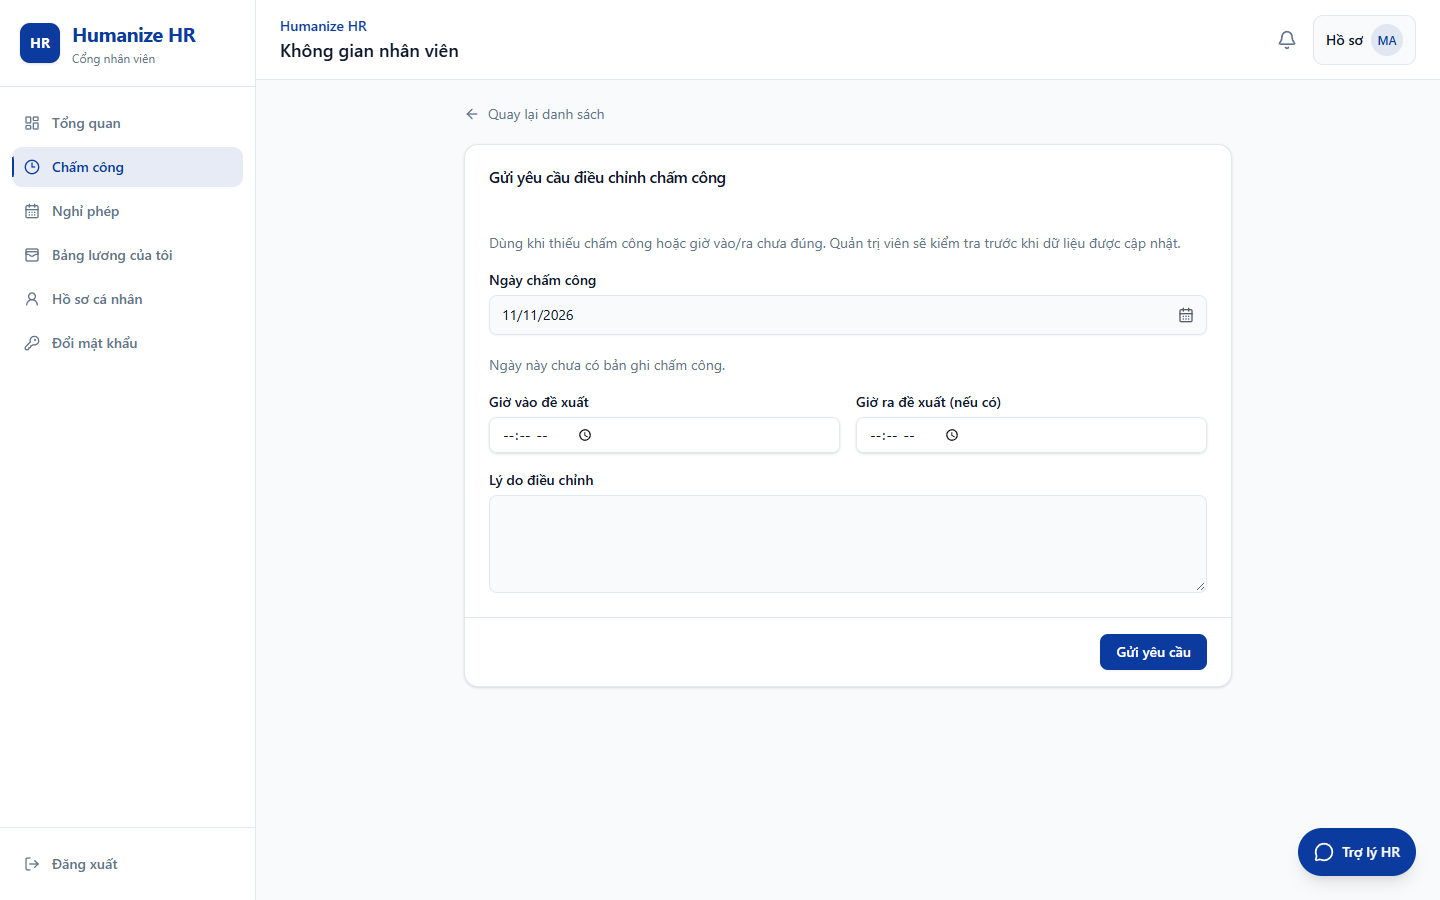 HR
Humanize HR
Cổng nhân viên
Tổng quan
Chấm công
Nghỉ phép
Bảng lương của tôi
Hồ sơ cá nhân
Đổi mật khẩu
Đăng xuất
Humanize HR
Không gian nhân viên
Hồ sơ MA
Quay lại danh sách
Gửi yêu cầu điều chỉnh chấm công
Dùng khi thiếu chấm công hoặc giờ vào/ra chưa đúng. Quản trị viên sẽ kiểm tra trước khi dữ liệu được cập nhật.
Ngày chấm công
11/11/2026
Ngày này chưa có bản ghi chấm công.
Giờ vào đề xuất
--:-- --
Giờ ra đề xuất (nếu có)
--:-- --
Lý do điều chỉnh
Gửi yêu cầu
Trợ lý HR